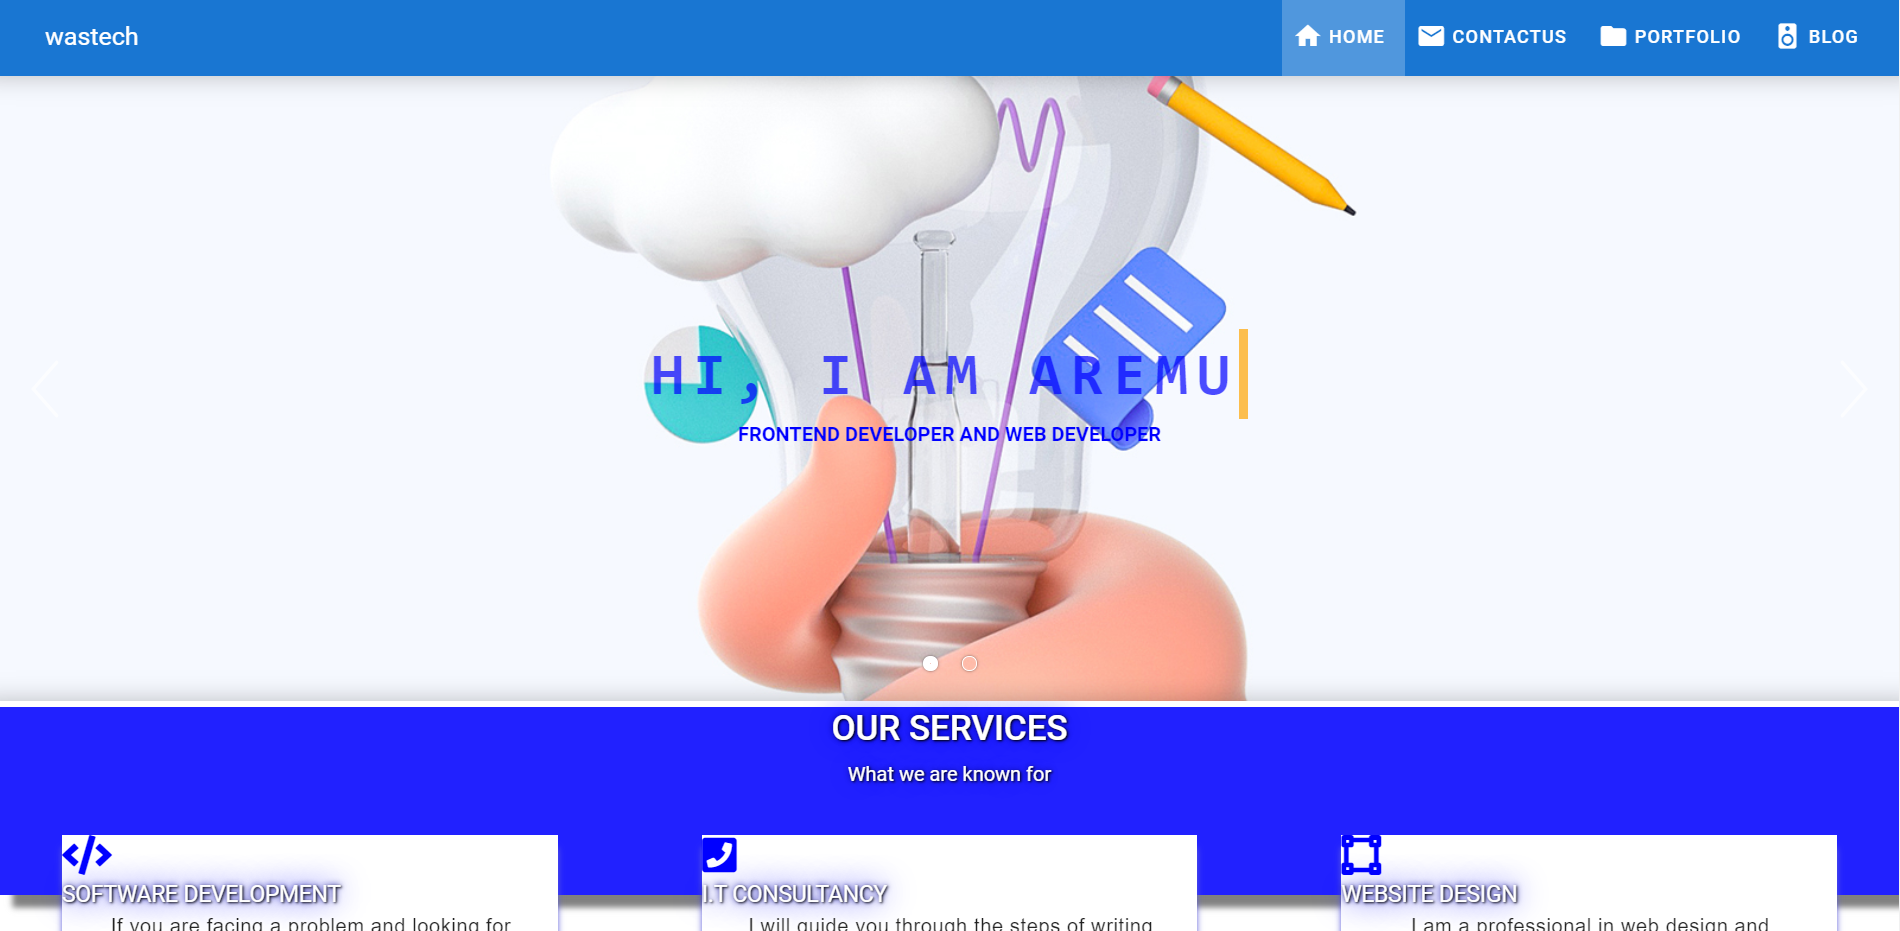 wastech
HOME CONTACTUS PORTFOLIO BLOG
HI, I AM AREMU
FRONTEND DEVELOPER AND WEB DEVELOPER
OUR SERVICES
What we are known for
SOFTWARE DEVELOPMENT
If you are facing a problem and looking for
I.T CONSULTANCY
I will guide you through the steps of writing
WEBSITE DESIGN
I am a professional in web design and